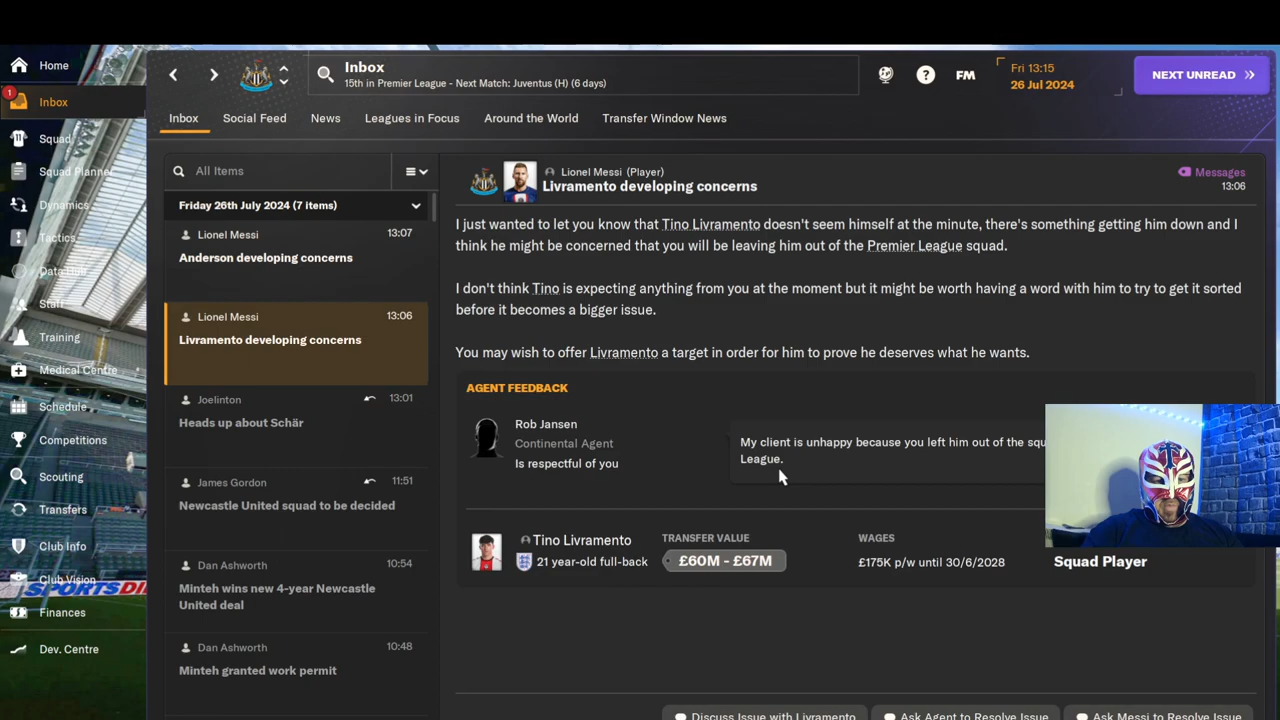 Home
Inbox
1
Squad
Squad Planner
Dynamics
Tactics
Data Hub
Staff
Training
Medical Centre
Schedule
Competitions
Scouting
Transfers
Club Info
Club Vision
Finances
Dev. Centre
Inbox
15th in Premier League - Next Match: Juventus (H) (6 days)
FM
Fri 13:15
26 Jul 2024
NEXT UNREAD
Inbox Social Feed News Leagues in Focus Around the World Transfer Window News
All Items
Friday 26th July 2024 (7 items)
Lionel Messi 13:07
Anderson developing concerns
Lionel Messi 13:06
Livramento developing concerns
Joelinton 13:01
Heads up about Schär
James Gordon 11:51
Newcastle United squad to be decided
Dan Ashworth 10:54
Minteh wins new 4-year Newcastle
United deal
Dan Ashworth 10:48
Minteh granted work permit
Lionel Messi (Player)
Livramento developing concerns
Messages
13:06
I just wanted to let you know that Tino Livramento doesn't seem himself at the minute, there's something getting him down and I
think he might be concerned that you will be leaving him out of the Premier League squad.
I don't think Tino is expecting anything from you at the moment but it might be worth having a word with him to try to get it sorted
before it becomes a bigger issue.
You may wish to offer Livramento a target in order for him to prove he deserves what he wants.
AGENT FEEDBACK
Rob Jansen
Continental Agent
Is respectful of you
My client is unhappy because you left him out of the squ
League.
Tino Livramento
21 year-old full-back
TRANSFER VALUE
£60M - £67M
WAGES
£175K p/w until 30/6/2028
Squad Player
Discuss Issue with Livramento Ask Agent to Resolve Issue Ask Messi to Resolve Issue